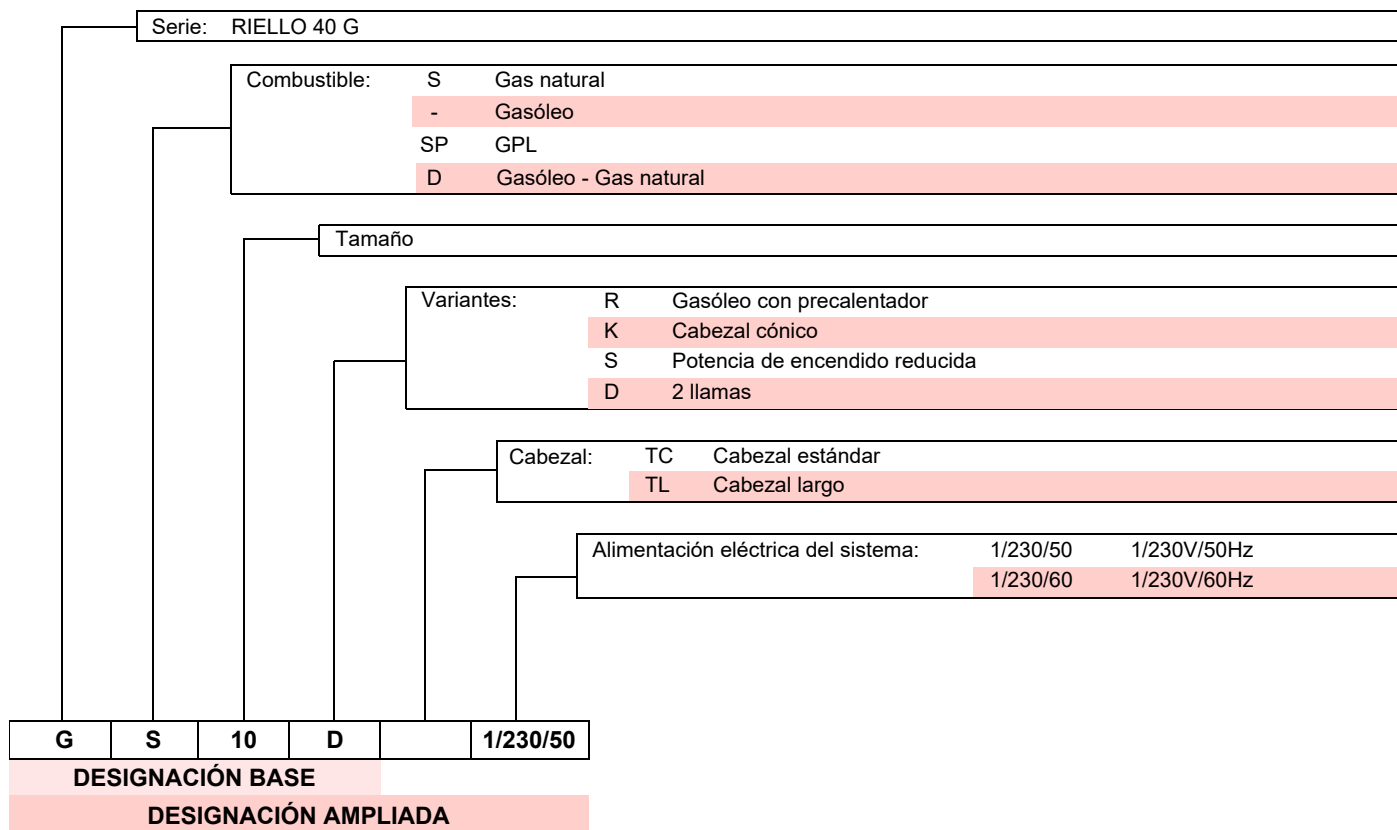 Serie: RIELLO 40 G
Combustible: S Gas natural
- Gasóleo
SP GPL
D Gasóleo - Gas natural
Tamaño
Variantes: R Gasóleo con precalentador
K Cabezal cónico
S Potencia de encendido reducida
D 2 llamas
Cabezal: TC Cabezal estándar
TL Cabezal largo
Alimentación eléctrica del sistema: 1/230/50 1/230V/50Hz
1/230/60 1/230V/60Hz
G S 10 D 1/230/50
DESIGNACIÓN BASE
DESIGNACIÓN AMPLIADA